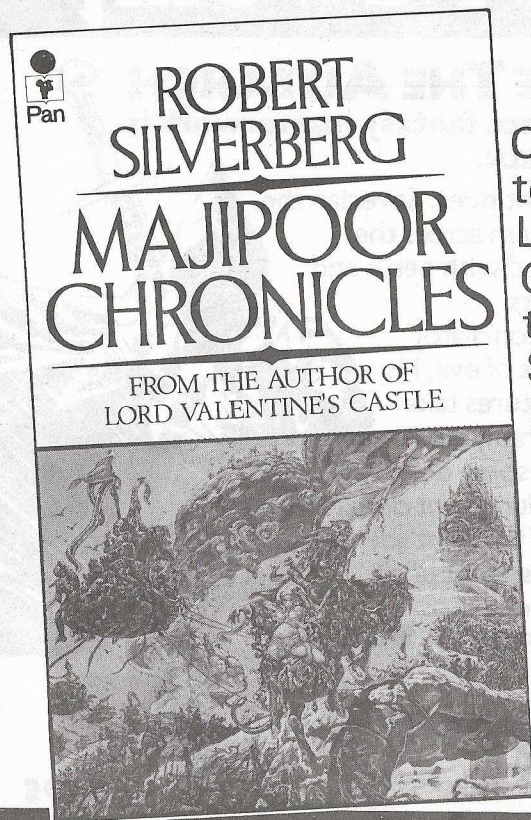 Pan
ROBERT
SILVERBERG
MAJIPOOR
CHRONICLES
FROM THE AUTHOR OF
LORD VALENTINE'S CASTLE